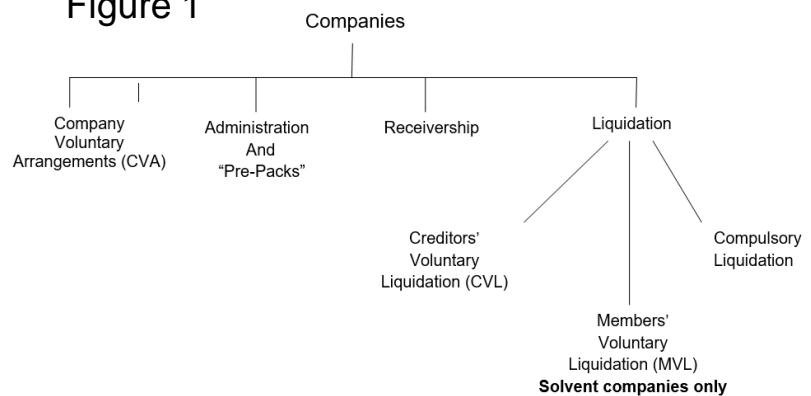 Figure 1
Companies
Company
Voluntary
Arrangements (CVA)
Administration
And
“Pre-Packs”
Receivership
Liquidation
Creditors’
Voluntary
Liquidation (CVL)
Members’
Voluntary
Liquidation (MVL)
Solvent companies only
Compulsory
Liquidation